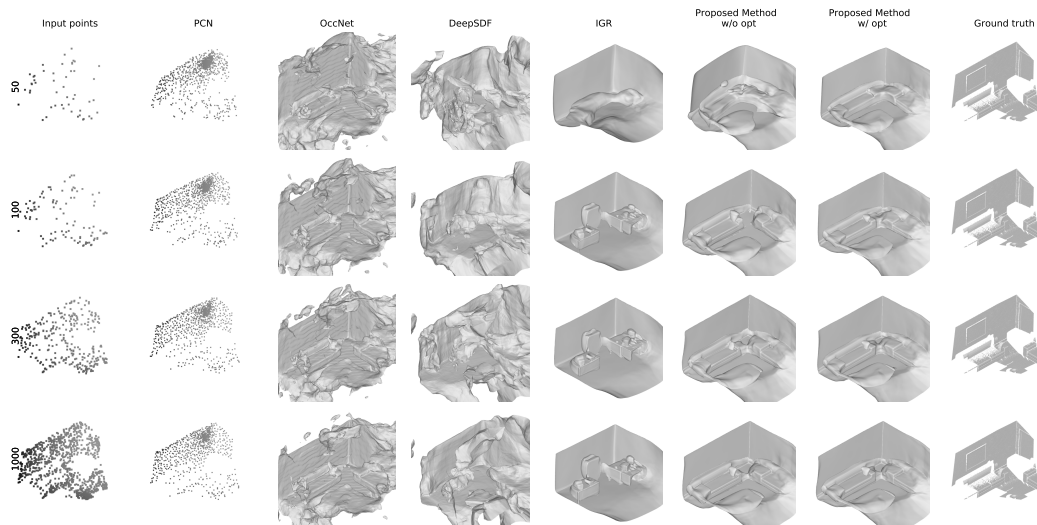 Input points
PCN
OccNet
DeepSDF
IGR
Proposed Method
w/o opt
Proposed Method
w/ opt
Ground truth
50
100
300
1000